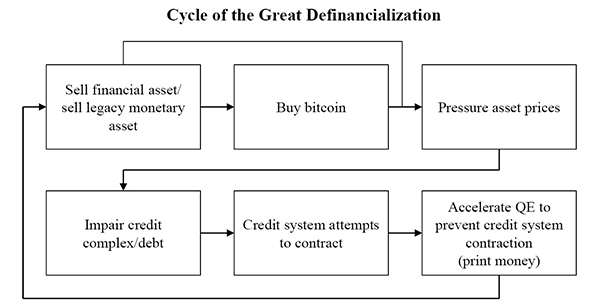 Cycle of the Great Definancialization
Sell financial asset/
sell legacy monetary
asset
Buy bitcoin
Pressure asset prices
Impair credit
complex/debt
Credit system attempts
to contract
Accelerate QE to
prevent credit system
contraction
(print money)